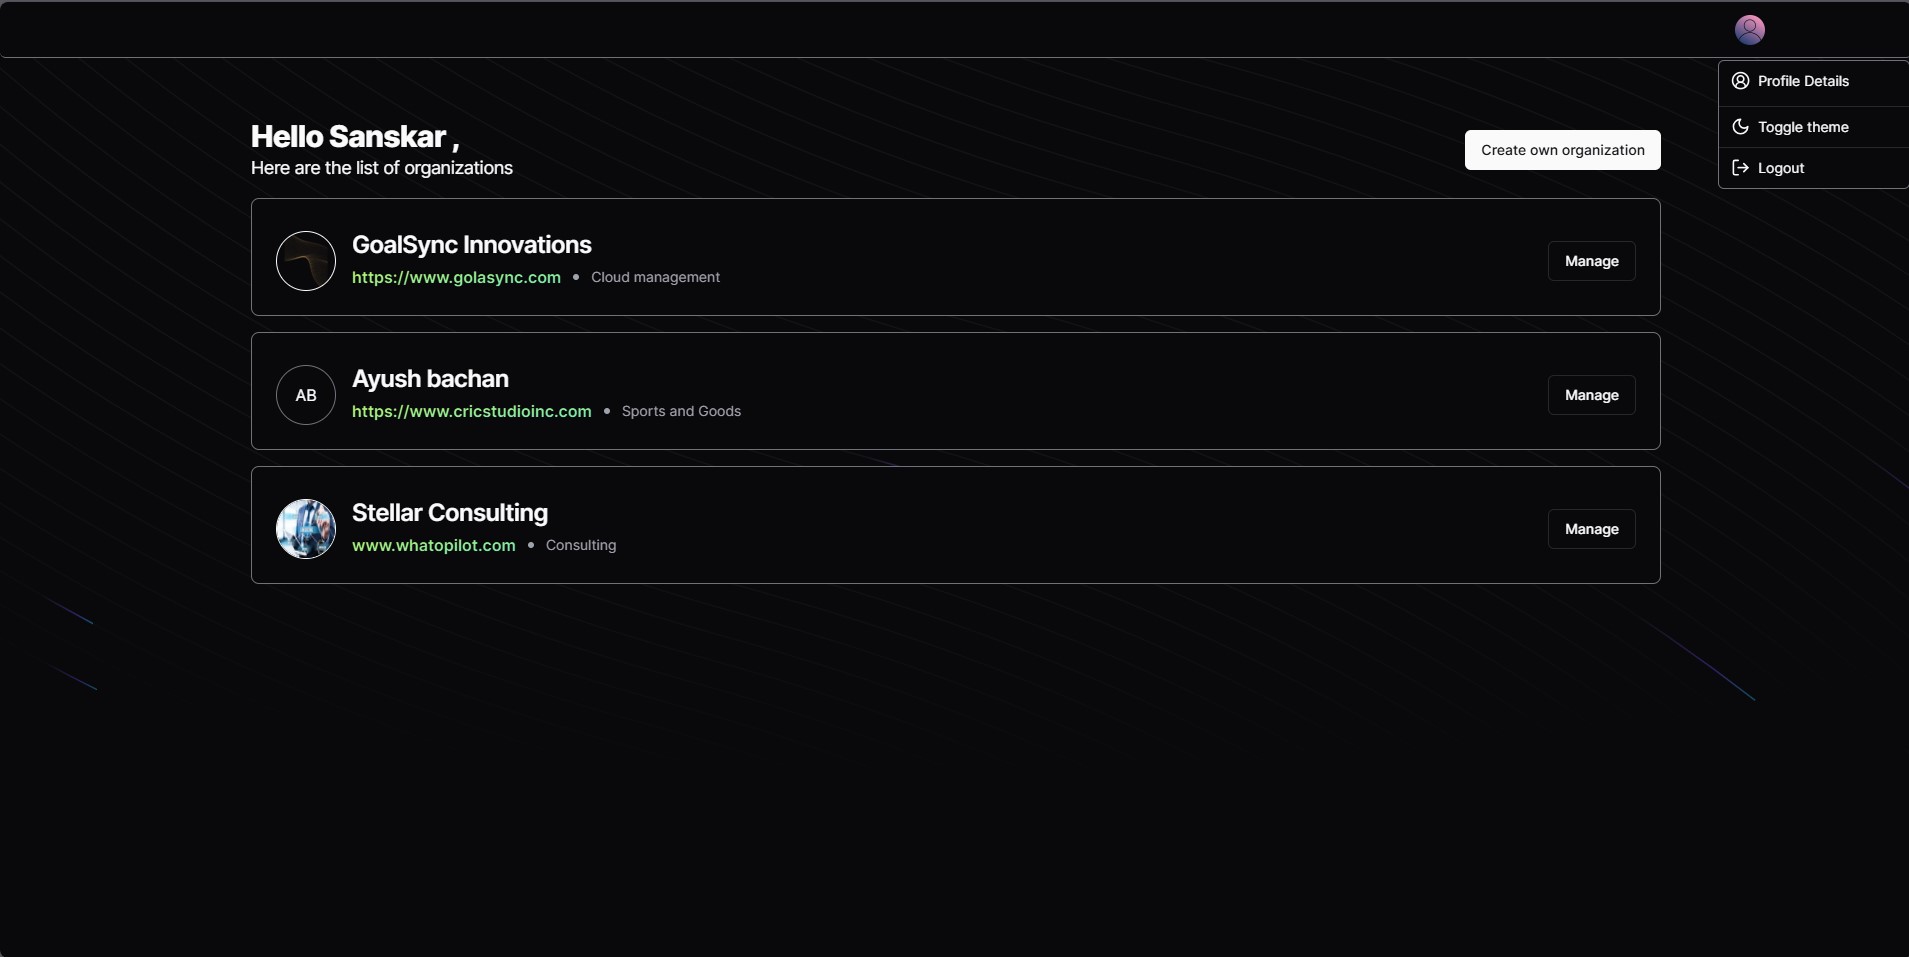 Profile Details
Toggle theme
Logout
Hello Sanskar ,
Here are the list of organizations
Create own organization
GoalSync Innovations
https://www.golasync.com • Cloud management
Manage
AB
Ayush bachan
https://www.cricstudioinc.com • Sports and Goods
Manage
Stellar Consulting
www.whatopilot.com • Consulting
Manage